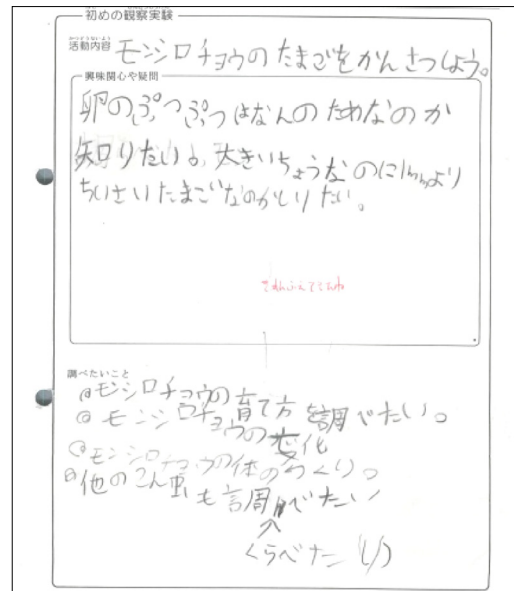 初めの観察実験
活動内容 モンシロチョウのたまごをかんさつしよう。
興味関心や疑問
卵のぷつぷつはなんのためなのか
知りたい。大きいちょうなのに1mmより
ちいさいたまごなのかしりたい。
調べたいこと
@モンシロチョウの育て方を調べたい。
@モンシロチョウの変化
@モンシロチョウの体のつくり。
@他のこん虫も調べたい
くらべたい